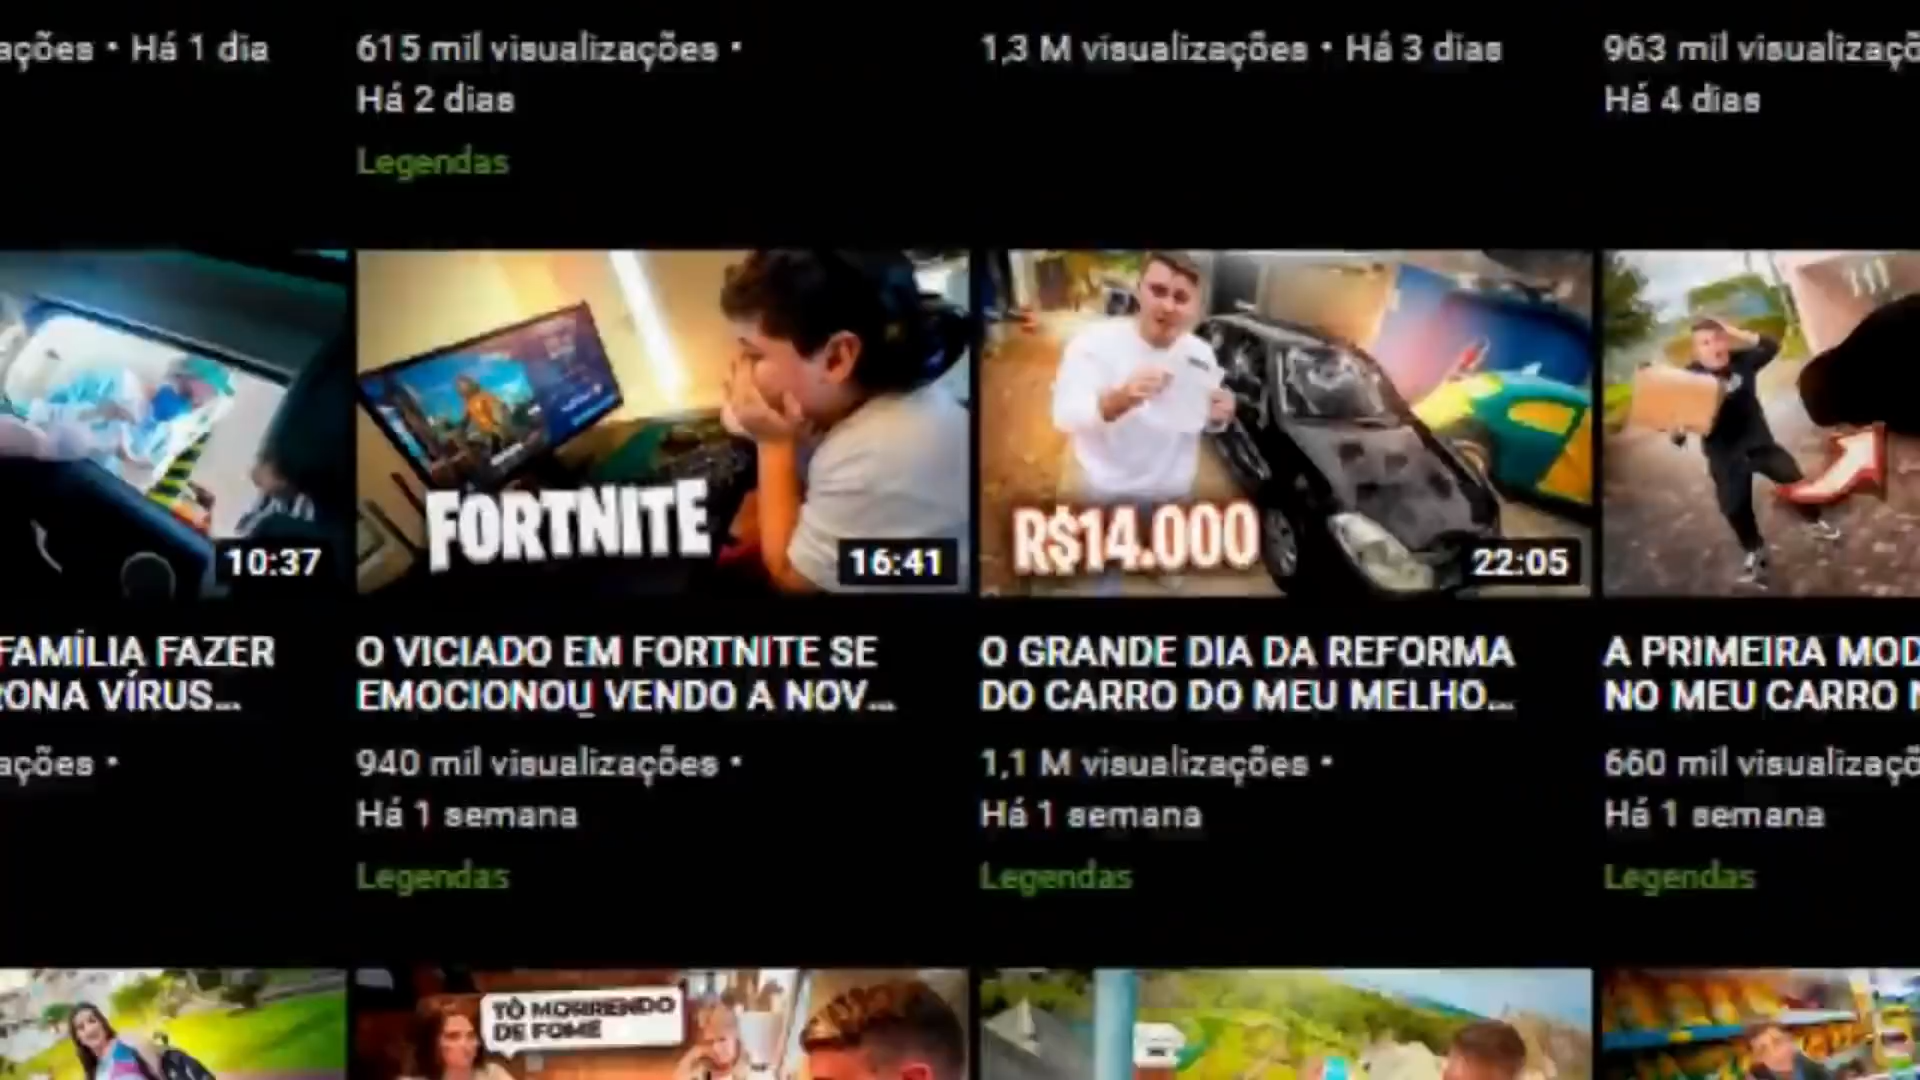 ações • Há 1 dia
615 mil visualizações •
Há 2 dias
Legendas
1,3 M visualizações • Há 3 dias
963 mil visualizaçõ
Há 4 dias
10:37
FORTNITE
16:41
R$14.000
22:05
FAMÍLIA FAZER
RONA VÍRUS...
ações •
O VICIADO EM FORTNITE SE
EMOCIONOU VENDO A NOV...
940 mil visualizações •
Há 1 semana
Legendas
O GRANDE DIA DA REFORMA
DO CARRO DO MEU MELHO...
1,1 M visualizações •
Há 1 semana
Legendas
A PRIMEIRA MOD
NO MEU CARRO
660 mil visualizaçõ
Há 1 semana
Legendas
TÔ MORRENDO
DE FOME